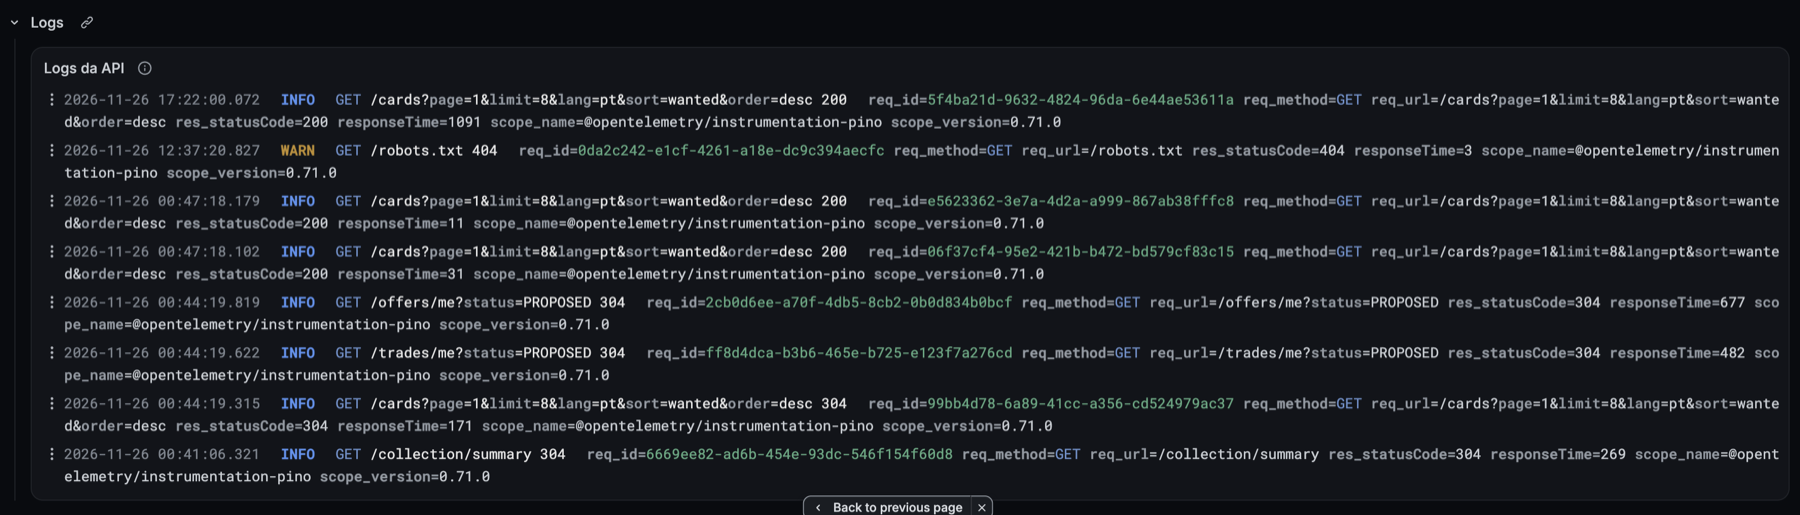 Logs
Logs da API
2026-11-26 17:22:00.072 INFO GET /cards?page=1&limit=8&lang=pt&sort=wanted&order=desc 200 req_id=5f4ba21d-9632-4824-96da-6e44ae53611a req_method=GET req_url=/cards?page=1&limit=8&lang=pt&sort=wante
d&order=desc res_statusCode=200 responseTime=1091 scope_name=@opentelemetry/instrumentation-pino scope_version=0.71.0
2026-11-26 12:37:20.827 WARN GET /robots.txt 404 req_id=0da2c242-e1cf-4261-a18e-dc9c394aecfc req_method=GET req_url=/robots.txt res_statusCode=404 responseTime=3 scope_name=@opentelemetry/instrumen
tation-pino scope_version=0.71.0
2026-11-26 00:47:18.179 INFO GET /cards?page=1&limit=8&lang=pt&sort=wanted&order=desc 200 req_id=e5623362-3e7a-4d2a-a999-867ab38fffc8 req_method=GET req_url=/cards?page=1&limit=8&lang=pt&sort=wante
d&order=desc res_statusCode=200 responseTime=11 scope_name=@opentelemetry/instrumentation-pino scope_version=0.71.0
2026-11-26 00:47:18.102 INFO GET /cards?page=1&limit=8&lang=pt&sort=wanted&order=desc 200 req_id=06f37cf4-95e2-421b-b472-bd579cf83c15 req_method=GET req_url=/cards?page=1&limit=8&lang=pt&sort=wante
d&order=desc res_statusCode=200 responseTime=31 scope_name=@opentelemetry/instrumentation-pino scope_version=0.71.0
2026-11-26 00:44:19.819 INFO GET /offers/me?status=PROPOSED 304 req_id=2cb0d6ee-a70f-4db5-8cb2-0b0d834b0bcf req_method=GET req_url=/offers/me?status=PROPOSED res_statusCode=304 responseTime=677 sco
pe_name=@opentelemetry/instrumentation-pino scope_version=0.71.0
2026-11-26 00:44:19.622 INFO GET /trades/me?status=PROPOSED 304 req_id=ff8d4dca-b3b6-465e-b725-e123f7a276cd req_method=GET req_url=/trades/me?status=PROPOSED res_statusCode=304 responseTime=482 sco
pe_name=@opentelemetry/instrumentation-pino scope_version=0.71.0
2026-11-26 00:44:19.315 INFO GET /cards?page=1&limit=8&lang=pt&sort=wanted&order=desc 304 req_id=99bb4d78-6a89-41cc-a356-cd524979ac37 req_method=GET req_url=/cards?page=1&limit=8&lang=pt&sort=wante
d&order=desc res_statusCode=304 responseTime=171 scope_name=@opentelemetry/instrumentation-pino scope_version=0.71.0
2026-11-26 00:41:06.321 INFO GET /collection/summary 304 req_id=6669ee82-ad6b-454e-93dc-546f154f60d8 req_method=GET req_url=/collection/summary res_statusCode=304 responseTime=269 scope_name=@opent
elemetry/instrumentation-pino scope_version=0.71.0
Back to previous page